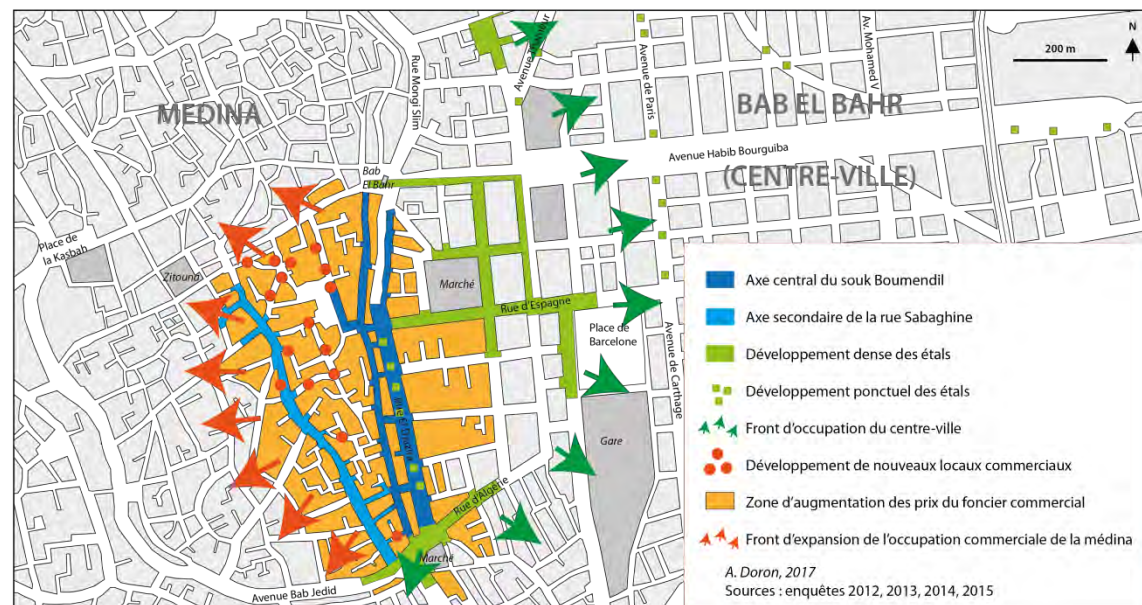 MEDINA
BAB EL BAHR
(CENTRE-VILLE)
Rue Mongi Slim
Avenue
Avenue de Paris
Av. Mohamed V
N
200 m
Avenue Habib Bourguiba
Bab
El Bahr
Place de
la Kasbah
Zitouna
Marché
Rue d'Espagne
Place de
Barcelone
Avenue de Carthage
Gare
Rue d'Algérie
Marché
Avenue Bab Jedid
Axe central du souk Boumendil
Axe secondaire de la rue Sabaghine
Développement dense des étals
Développement ponctuel des étals
Front d'occupation du centre-ville
Développement de nouveaux locaux commerciaux
Zone d'augmentation des prix du foncier commercial
Front d'expansion de l'occupation commerciale de la médina
A. Doron, 2017
Sources : enquêtes 2012, 2013, 2014, 2015